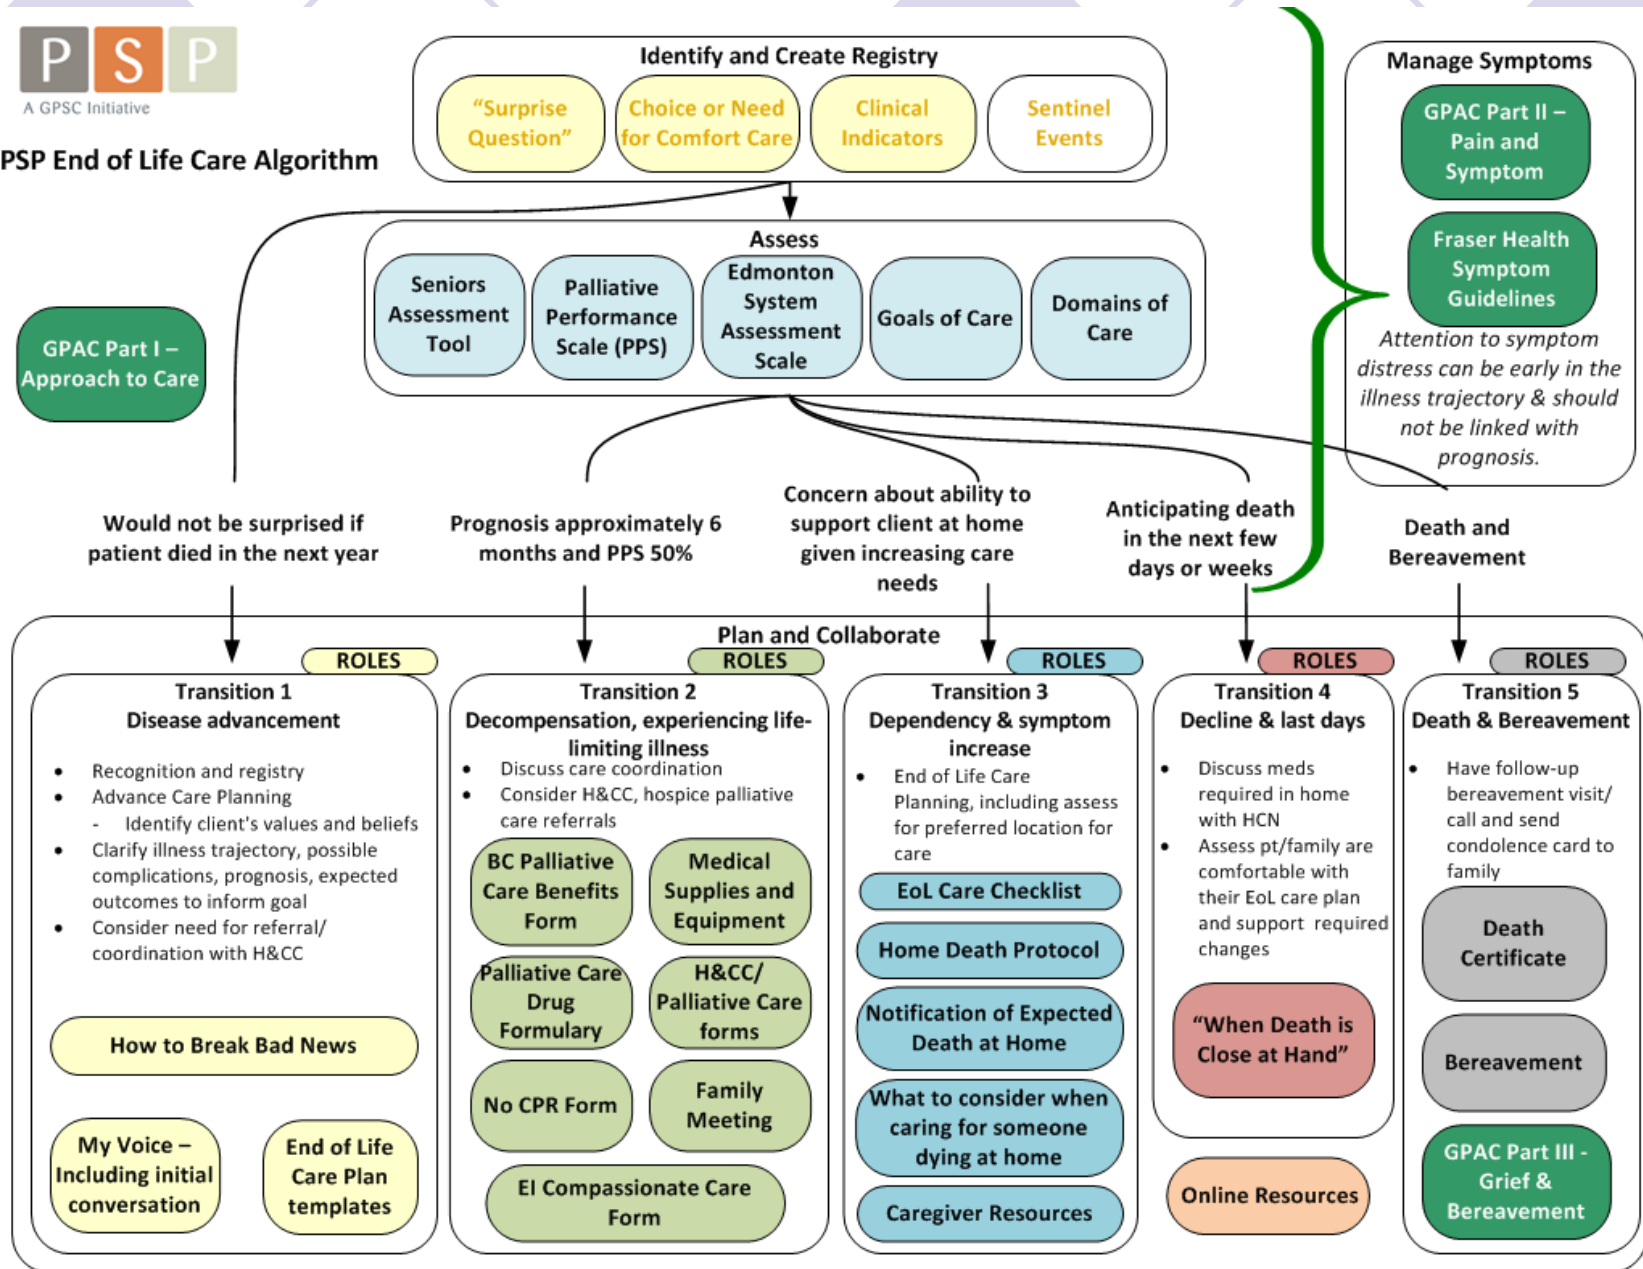 P S P
A GPSC Initiative
PSP End of Life Care Algorithm
Identify and Create Registry
“Surprise
Question”
Choice or Need
for Comfort Care
Clinical
Indicators
Sentinel
Events
Manage Symptoms
GPAC Part II –
Pain and
Symptom
Fraser Health
Symptom
Guidelines
Attention to symptom
distress can be early in the
illness trajectory & should
not be linked with
prognosis.
Assess
Seniors
Assessment
Tool
Palliative
Performance
Scale (PPS)
Edmonton
System
Assessment
Scale
Goals of Care
Domains of
Care
GPAC Part I –
Approach to Care
Would not be surprised if
patient died in the next year
Prognosis approximately 6
months and PPS 50%
Concern about ability to
support client at home
given increasing care
needs
Anticipating death
in the next few
days or weeks
Death and
Bereavement
Plan and Collaborate
ROLES
Transition 1
Disease advancement
• Recognition and registry
• Advance Care Planning
- Identify client's values and beliefs
• Clarify illness trajectory, possible
complications, prognosis, expected
outcomes to inform goal
• Consider need for referral/
coordination with H&CC
How to Break Bad News
My Voice –
Including initial
conversation
End of Life
Care Plan
templates
ROLES
Transition 2
Decompensation, experiencing life-
limiting illness
• Discuss care coordination
• Consider H&CC, hospice palliative
care referrals
BC Palliative
Care Benefits
Form
Medical
Supplies and
Equipment
Palliative Care
Drug
Formulary
H&CC/
Palliative Care
forms
No CPR Form
Family
Meeting
EI Compassionate Care
Form
ROLES
Transition 3
Dependency & symptom
increase
• End of Life Care
Planning, including assess
for preferred location for
care
EoL Care Checklist
Home Death Protocol
Notification of Expected
Death at Home
What to consider when
caring for someone
dying at home
Caregiver Resources
ROLES
Transition 4
Decline & last days
• Discuss meds
required in home
with HCN
• Assess pt/family are
comfortable with
their EoL care plan
and support required
changes
“When Death is
Close at Hand”
Online Resources
ROLES
Transition 5
Death & Bereavement
• Have follow-up
bereavement visit/
call and send
condolence card to
family
Death
Certificate
Bereavement
GPAC Part III -
Grief &
Bereavement